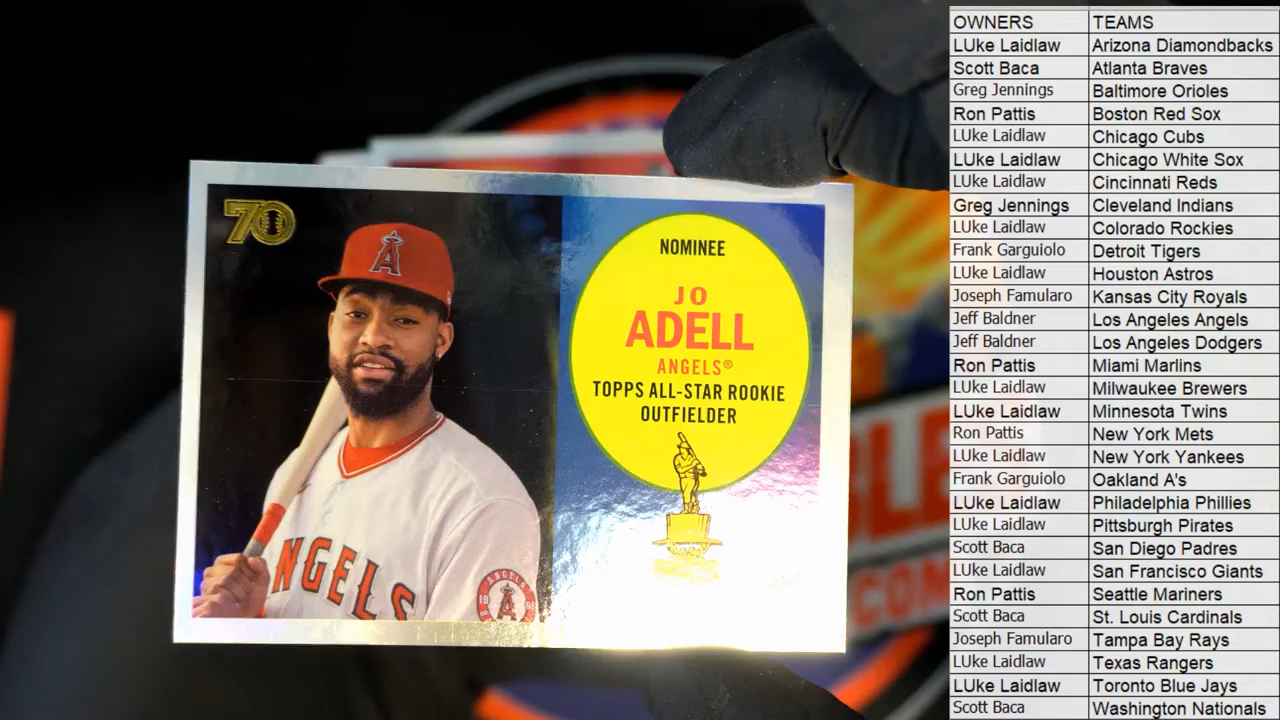 70
A
NOMINEE
JO
ADELL
ANGELS®
TOPPS ALL-STAR ROOKIE
OUTFIELDER
ANGELS
OWNERS TEAMS
LUke Laidlaw Arizona Diamondbacks
Scott Baca Atlanta Braves
Greg Jennings Baltimore Orioles
Ron Pattis Boston Red Sox
LUke Laidlaw Chicago Cubs
LUke Laidlaw Chicago White Sox
LUke Laidlaw Cincinnati Reds
Greg Jennings Cleveland Indians
LUke Laidlaw Colorado Rockies
Frank Garguiolo Detroit Tigers
LUke Laidlaw Houston Astros
Joseph Famularo Kansas City Royals
Jeff Baldner Los Angeles Angels
Jeff Baldner Los Angeles Dodgers
Ron Pattis Miami Marlins
LUke Laidlaw Milwaukee Brewers
LUke Laidlaw Minnesota Twins
Ron Pattis New York Mets
LUke Laidlaw New York Yankees
Frank Garguiolo Oakland A's
LUke Laidlaw Philadelphia Phillies
LUke Laidlaw Pittsburgh Pirates
Scott Baca San Diego Padres
LUke Laidlaw San Francisco Giants
Ron Pattis Seattle Mariners
Scott Baca St. Louis Cardinals
Joseph Famularo Tampa Bay Rays
LUke Laidlaw Texas Rangers
LUke Laidlaw Toronto Blue Jays
Scott Baca Washington Nationals